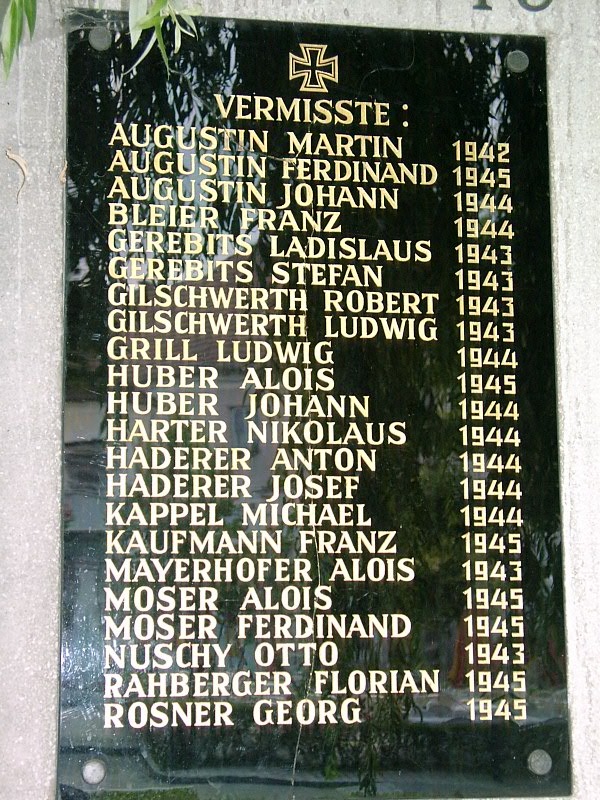 VERMISSTE :
AUGUSTIN MARTIN 1942
AUGUSTIN FERDINAND 1945
AUGUSTIN JOHANN 1944
BLEIER FRANZ 1944
GEREBITS LADISLAUS 1943
GEREBITS STEFAN 1943
GILSCHWERTH ROBERT 1943
GILSCHWERTH LUDWIG 1943
GRILL LUDWIG 1944
HUBER ALOIS 1945
HUBER JOHANN 1944
HARTER NIKOLAUS 1944
HADERER ANTON 1944
HADERER JOSEF 1944
KAPPEL MICHAEL 1944
KAUFMANN FRANZ 1945
MAYERHOFER ALOIS 1943
MOSER ALOIS 1945
MOSER FERDINAND 1945
NUSCHY OTTO 1943
RAHBERGER FLORIAN 1945
ROSNER GEORG 1945